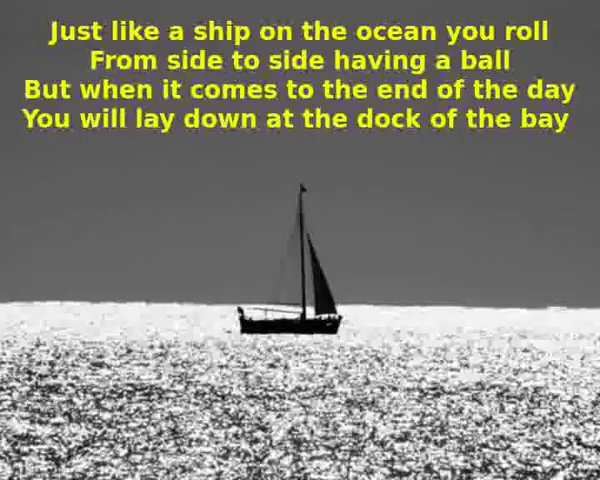 Just like a ship on the ocean you roll
From side to side having a ball
But when it comes to the end of the day
You will lay down at the dock of the bay